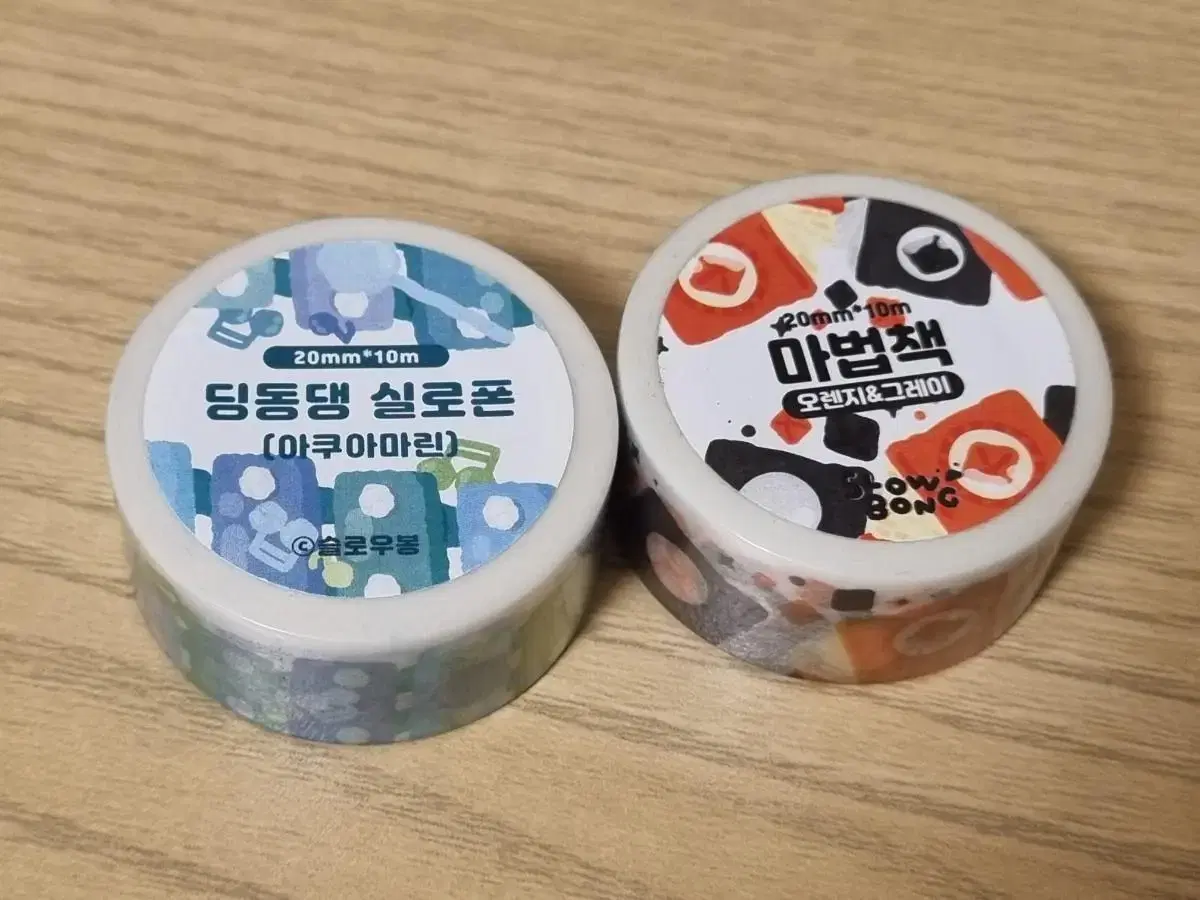 20mm*10m
딩동댕 실로폰
(아쿠아마린)
©슬로우봉
20mm*10m
마법책
오렌지&그레이
SLOW
BONG